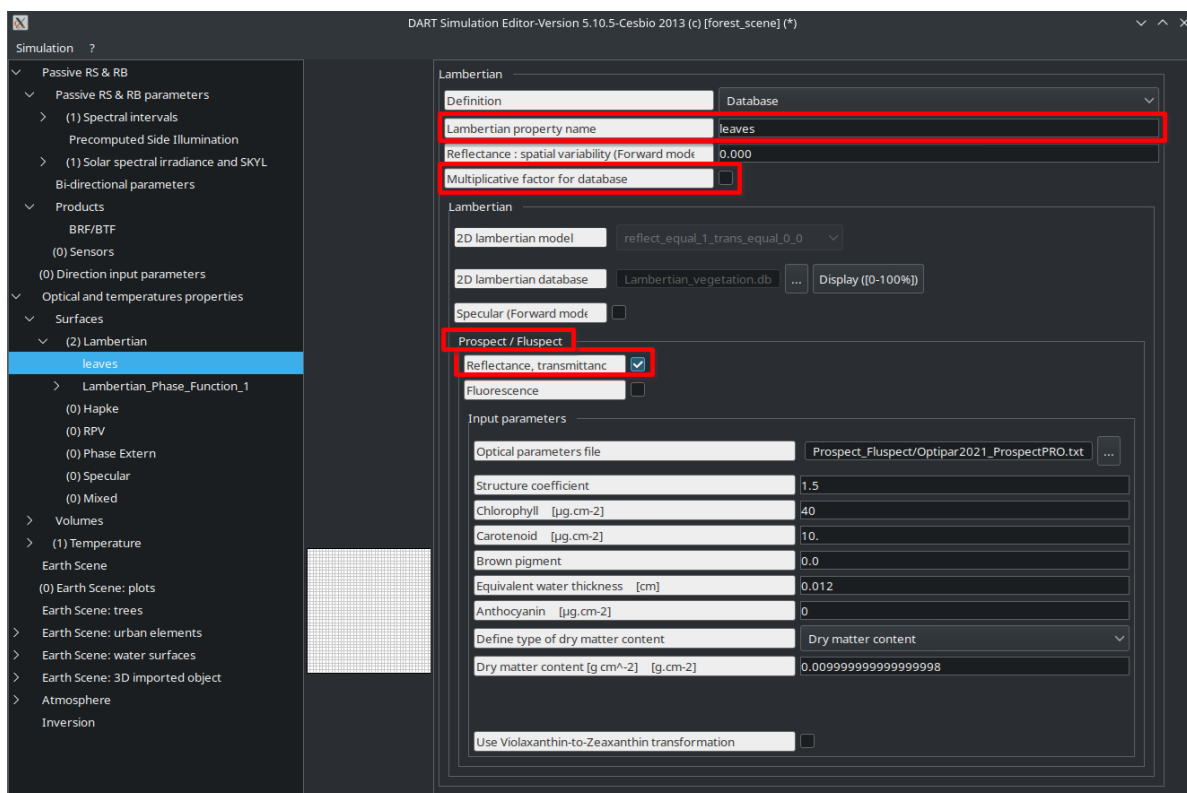 DART Simulation Editor-Version 5.10.5-Cesbio 2013 (c) [forest_scene] (*)
Simulation ?
Passive RS & RB
Passive RS & RB parameters
(1) Spectral intervals
Precomputed Side Illumination
(1) Solar spectral irradiance and SKYL
Bi-directional parameters
Products
BRF/BTF
(0) Sensors
(0) Direction input parameters
Optical and temperatures properties
Surfaces
(2) Lambertian
leaves
Lambertian_Phase_Function_1
(0) Hapke
(0) RPV
(0) Phase Extern
(0) Specular
(0) Mixed
Volumes
(1) Temperature
Earth Scene
(0) Earth Scene: plots
Earth Scene: trees
Earth Scene: urban elements
Earth Scene: water surfaces
Earth Scene: 3D imported object
Atmosphere
Inversion
Lambertian
Definition Database
Lambertian property name leaves
Reflectance : spatial variability (Forward mode 0.000
Multiplicative factor for database
Lambertian
2D lambertian model reflect_equal_1_trans_equal_0_0
2D lambertian database Lambertian_vegetation.db ... Display ([0-100%])
Specular (Forward mode
Prospect / Fluspect
Reflectance, transmittanc
Fluorescence
Input parameters
Optical parameters file Prospect_Fluspect/Optipar2021_ProspectPRO.txt ...
Structure coefficient 1.5
Chlorophyll [µg.cm-2] 40
Carotenoid [µg.cm-2] 10.
Brown pigment 0.0
Equivalent water thickness [cm] 0.012
Anthocyanin [µg.cm-2] 0
Define type of dry matter content Dry matter content
Dry matter content [g cm^-2] [g.cm-2] 0.009999999999999998
Use Violaxanthin-to-Zeaxanthin transformation